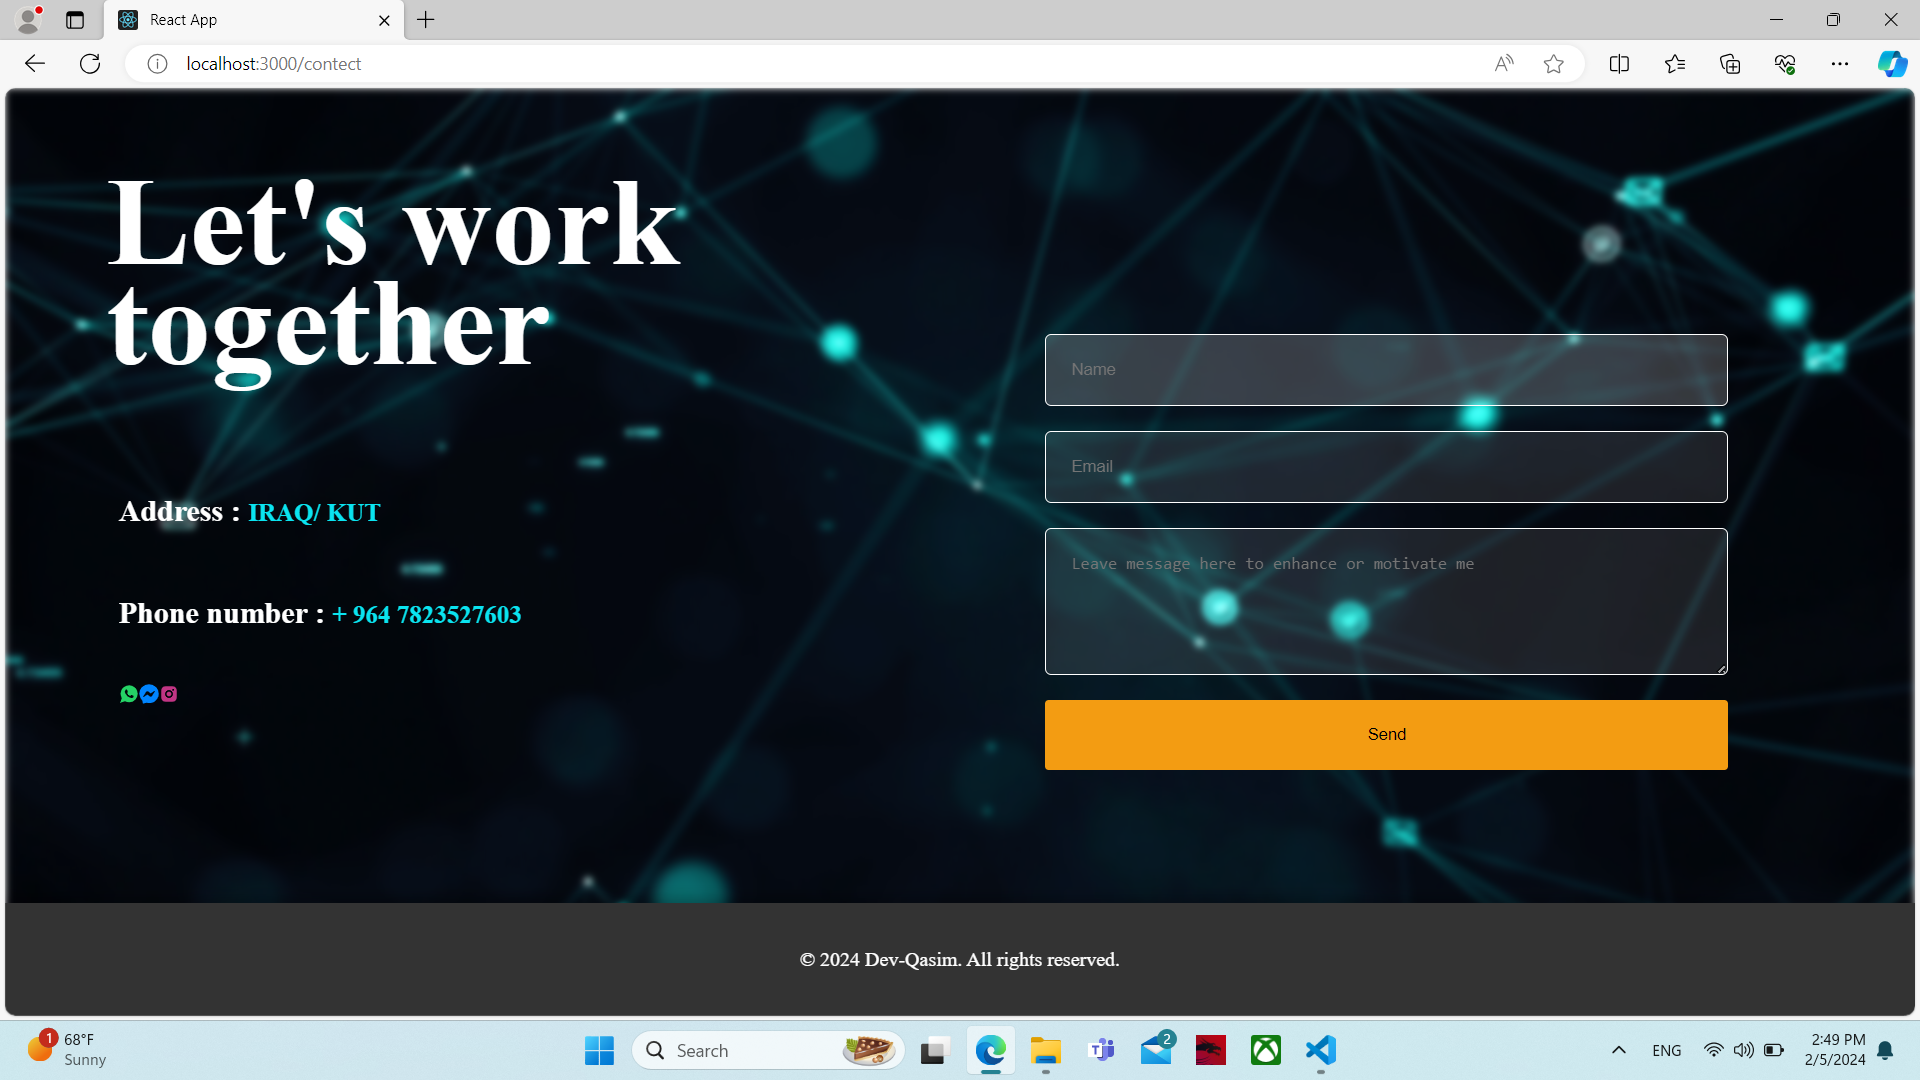 React App
localhost:3000/contect
Let's work
together
Address : IRAQ/ KUT
Phone number : + 964 7823527603
Name
Email
Leave message here to enhance or motivate me
Send
© 2024 Dev-Qasim. All rights reserved.
1
68°F
Sunny
Search
2
ENG
2:49 PM
2/5/2024